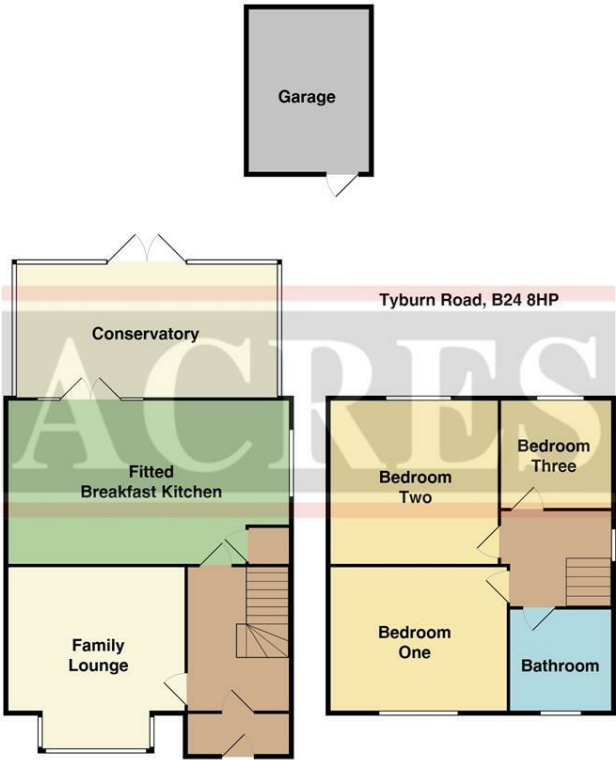 Garage
Tyburn Road, B24 8HP
Conservatory
ACRES
Fitted
Breakfast Kitchen
Bedroom
Two
Bedroom
Three
Family
Lounge
Bedroom
One
Bathroom